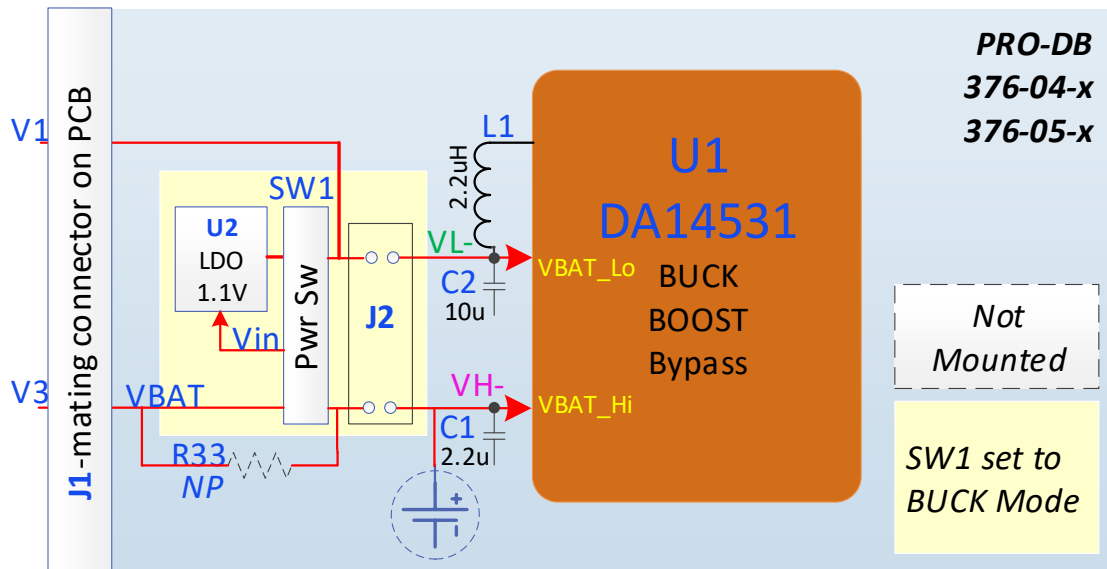 PRO-DB
376-04-x
376-05-x
J1-mating connector on PCB
V1
V3
VBAT
R33
NP
SW1
U2
LDO
1.1V
Vin
Pwr Sw
J2
L1
2.2uH
VL-
C2
10u
VH-
C1
2.2u
+
-
U1
DA14531
BUCK
BOOST
Bypass
VBAT_Lo
VBAT_Hi
Not
Mounted
SW1 set to
BUCK Mode